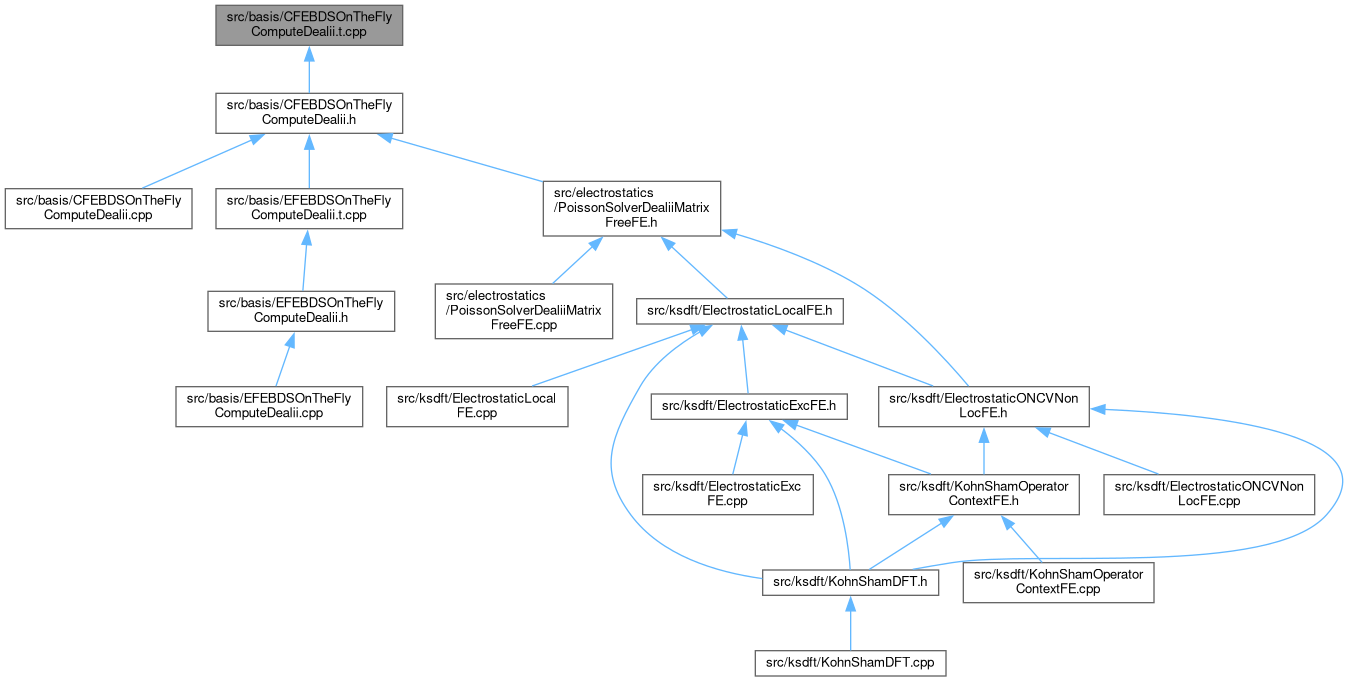 src/basis/CFEBDSOnTheFly
ComputeDealii.t.cpp
src/basis/CFEBDSOnTheFly
ComputeDealii.h
src/basis/CFEBDSOnTheFly
ComputeDealii.cpp
src/basis/EFEBDSOnTheFly
ComputeDealii.t.cpp
src/electrostatics
/PoissonSolverDealiiMatrix
FreeFE.h
src/basis/EFEBDSOnTheFly
ComputeDealii.h
src/electrostatics
/PoissonSolverDealiiMatrix
FreeFE.cpp
src/ksdft/ElectrostaticLocalFE.h
src/basis/EFEBDSOnTheFly
ComputeDealii.cpp
src/ksdft/ElectrostaticLocal
FE.cpp
src/ksdft/ElectrostaticExcFE.h
src/ksdft/ElectrostaticONCVNon
LocFE.h
src/ksdft/ElectrostaticExc
FE.cpp
src/ksdft/KohnShamOperator
ContextFE.h
src/ksdft/ElectrostaticONCVNon
LocFE.cpp
src/ksdft/KohnShamDFT.h
src/ksdft/KohnShamOperator
ContextFE.cpp
src/ksdft/KohnShamDFT.cpp